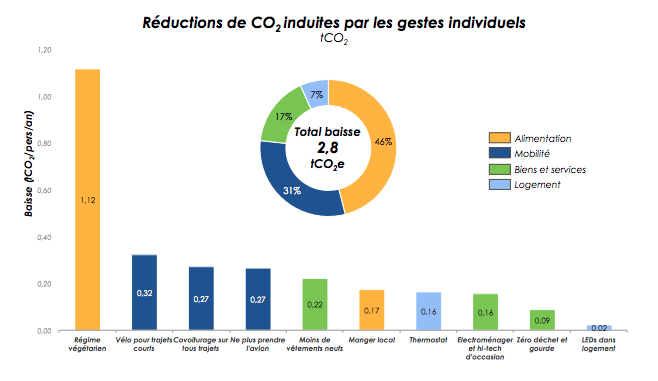 Réductions de CO2 induites par les gestes individuels
tCO2
Baisse (tCO2/pers/an)
1,20
1,00
0,80
0,60
0,40
0,20
0,00
1,12
0,32
0,27
0,27
0,22
0,17
0,16
0,16
0,09
0,02
7%
17%
46%
31%
Total baisse
2,8
tCO2e
Alimentation
Mobilité
Biens et services
Logement
Régime
végétarien
Vélo pour trajets
courts
Covoiturage sur
tous trajets
Ne plus prendre
l'avion
Moins de
vêtements neufs
Manger local
Thermostat
Electroménager
et hi-tech
d'occasion
Zéro déchet et
gourde
LEDs dans
logement